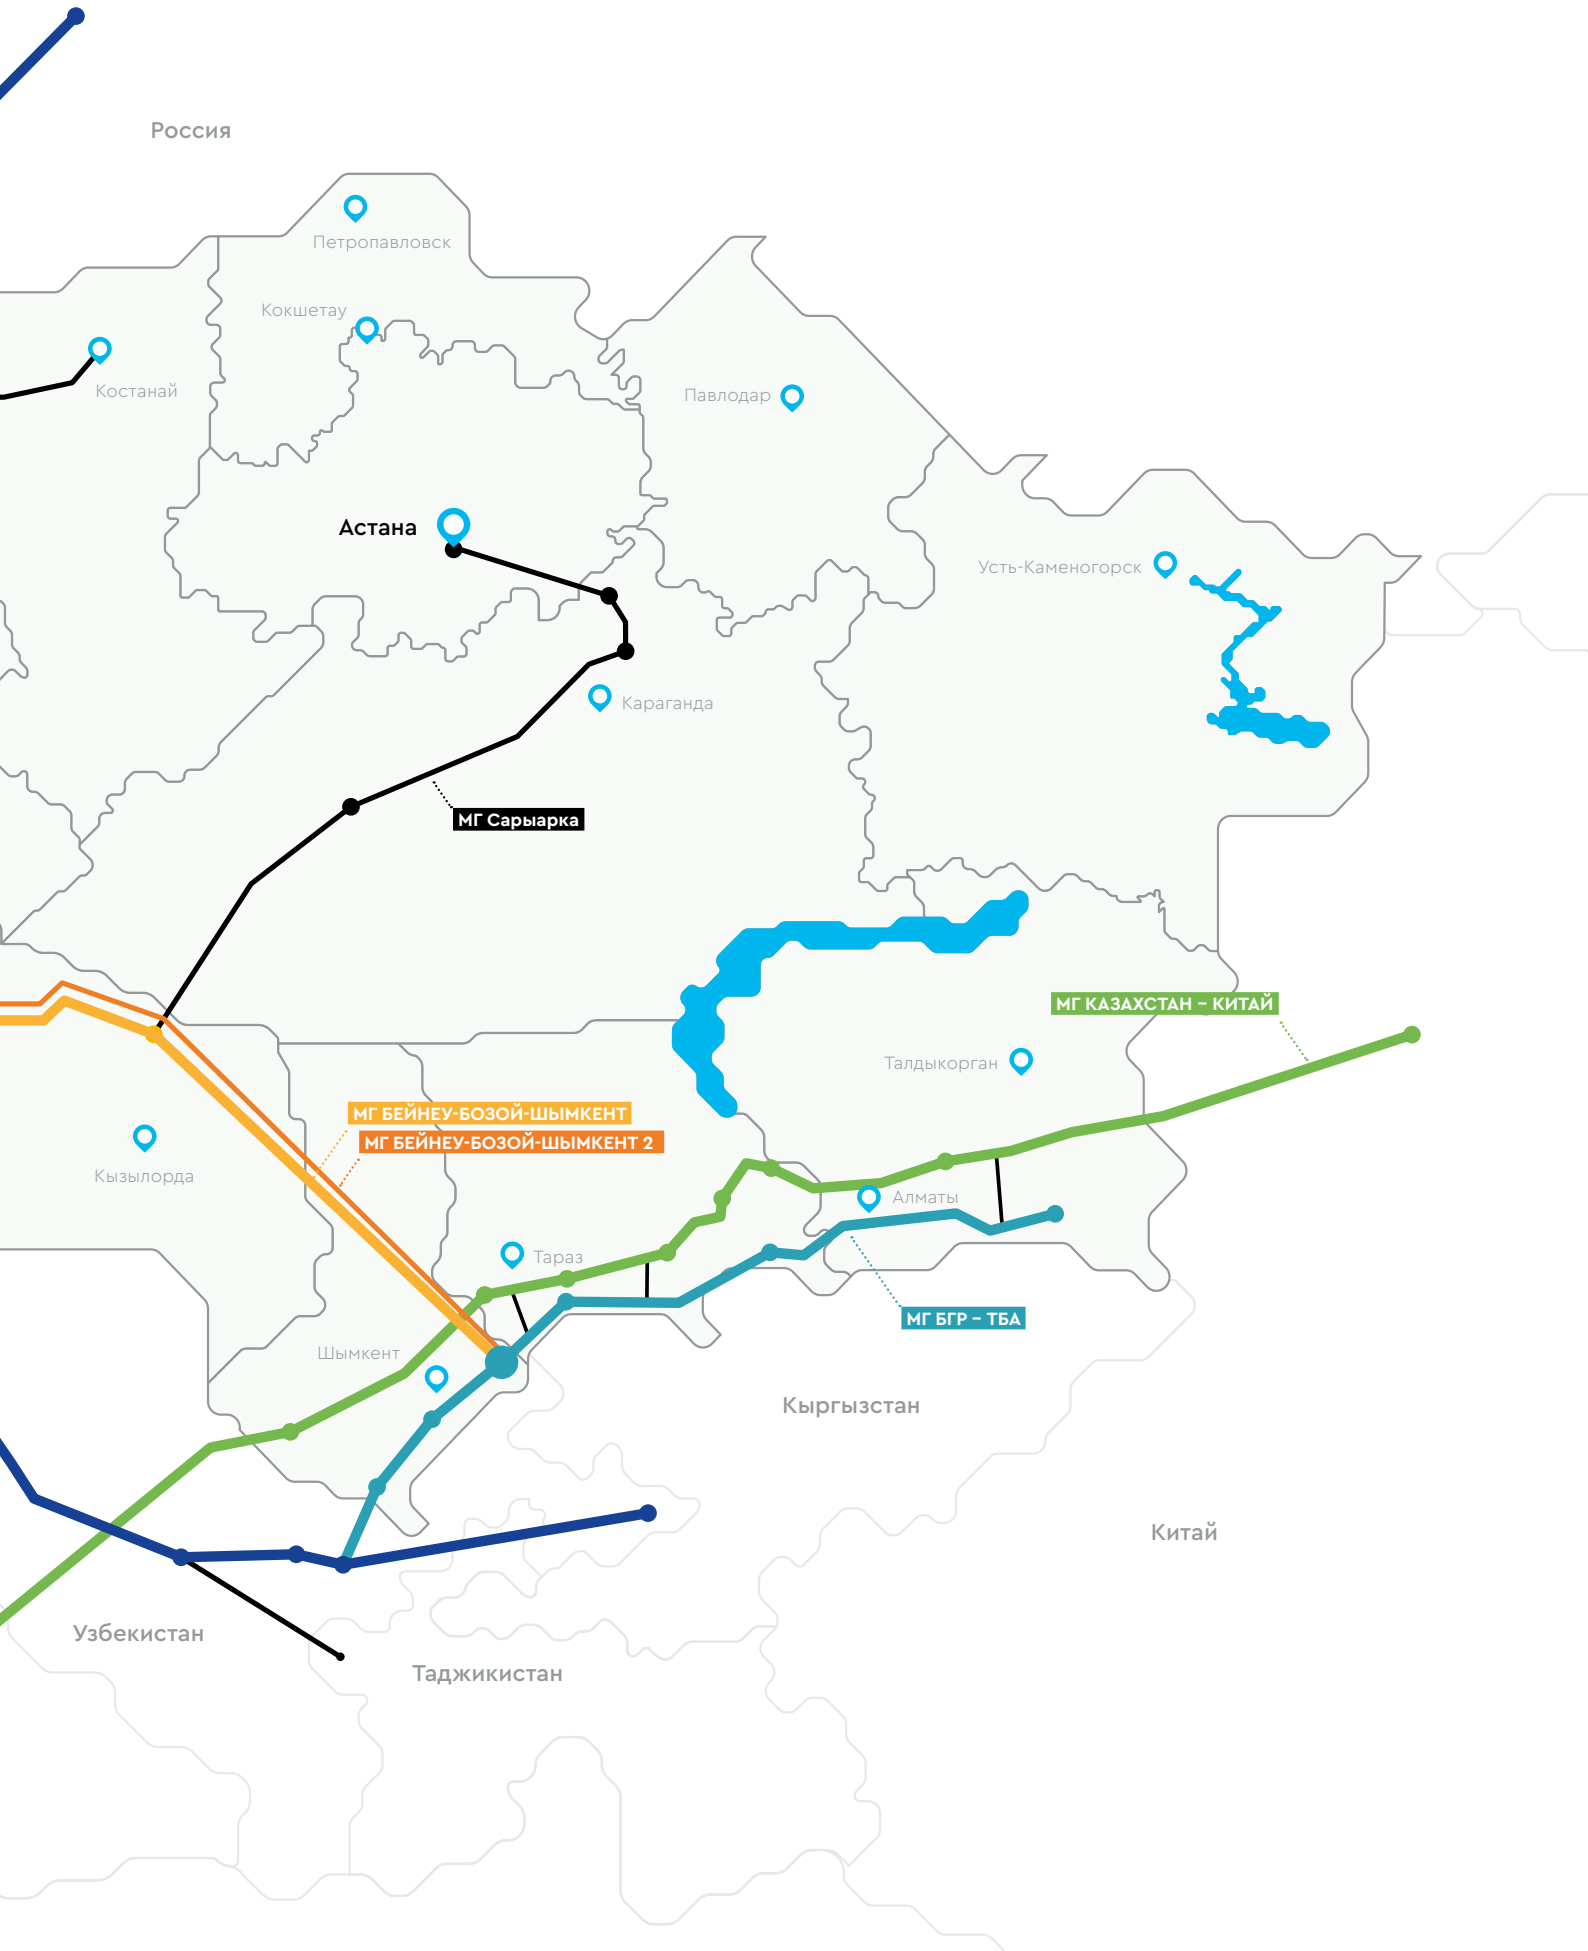 Россия
Петропавловск
Кокшетау
Костанай
Павлодар
Астана
Усть-Каменогорск
Караганда
МГ Сарыарка
МГ КАЗАХСТАН – КИТАЙ
Талдыкорган
МГ БЕЙНЕУ-БОЗОЙ-ШЫМКЕНТ
МГ БЕЙНЕУ-БОЗОЙ-ШЫМКЕНТ 2
Кызылорда
Алматы
Тараз
МГ БГР – ТБА
Шымкент
Кыргызстан
Китай
Узбекистан
Таджикистан